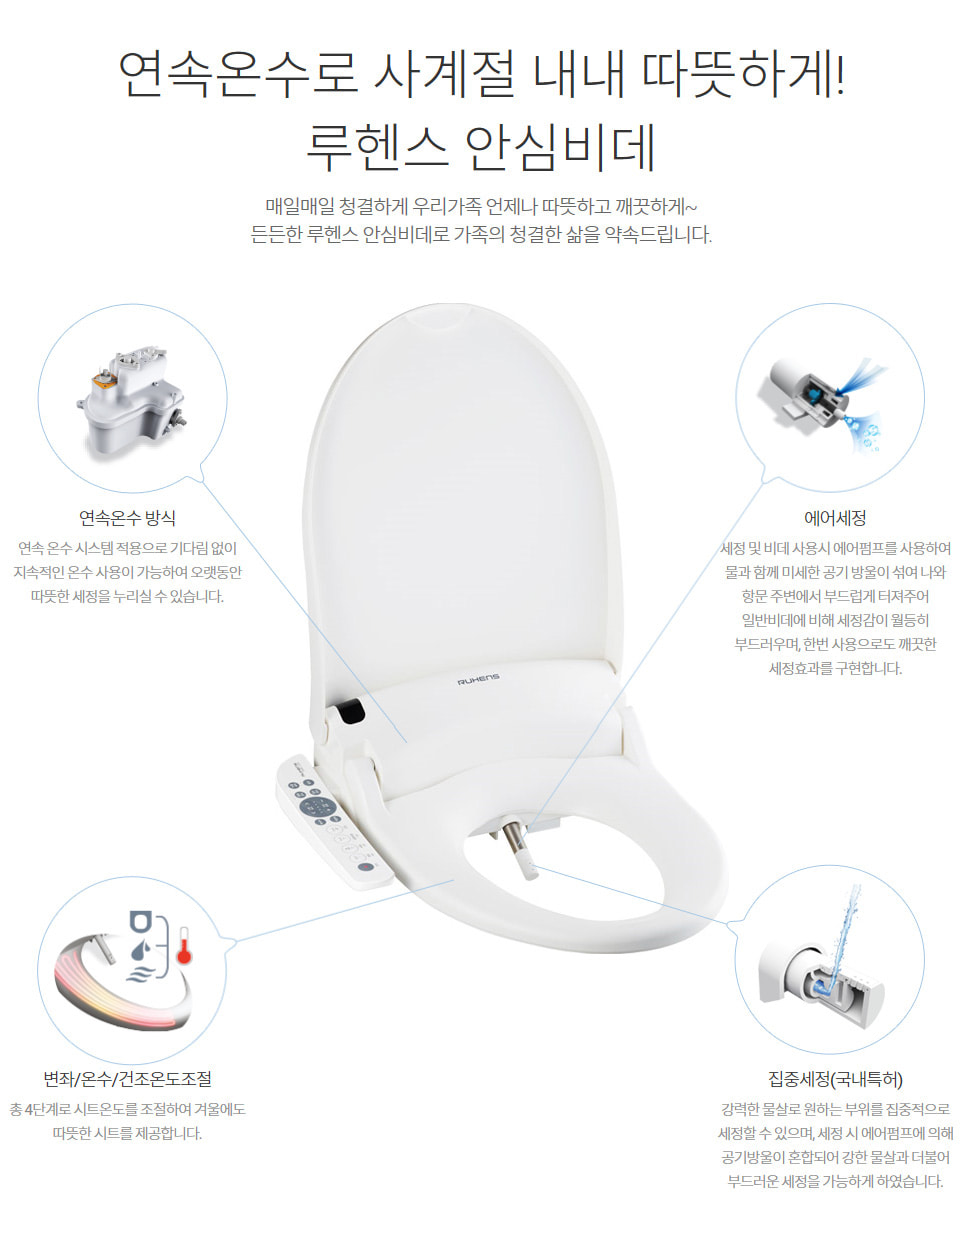 연속온수로 사계절 내내 따뜻하게!
루헨스 안심비데
매일매일 청결하게 우리가족 언제나 따뜻하고 깨끗하게~
든든한 루헨스 안심비데로 가족의 청결한 삶을 약속드립니다.
연속온수 방식
연속 온수 시스템 적용으로 기다림 없이
지속적인 온수 사용이 가능하여 오랫동안
따뜻한 세정을 누리실 수 있습니다.
에어세정
세정 및 비데 사용시 에어펌프를 사용하여
물과 함께 미세한 공기 방울이 섞여 나와
항문 주변에서 부드럽게 터져주어
일반비데에 비해 세정감이 월등히
부드러우며, 한번 사용으로도 깨끗한
세정효과를 구현합니다.
RUHENS
변좌/온수/건조온도조절
총 4단계로 시트온도를 조절하여 겨울에도
따뜻한 시트를 제공합니다.
집중세정(국내특허)
강력한 물살로 원하는 부위를 집중적으로
세정할 수 있으며, 세정 시 에어펌프에 의해
공기방울이 혼합되어 강한 물살과 더불어
부드러운 세정을 가능하게 하였습니다.